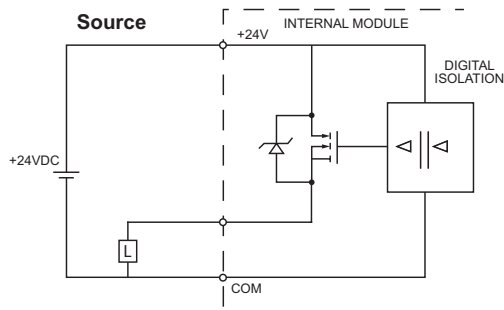 Source
INTERNAL MODULE
+24V
DIGITAL
ISOLATION
+24VDC
L
COM